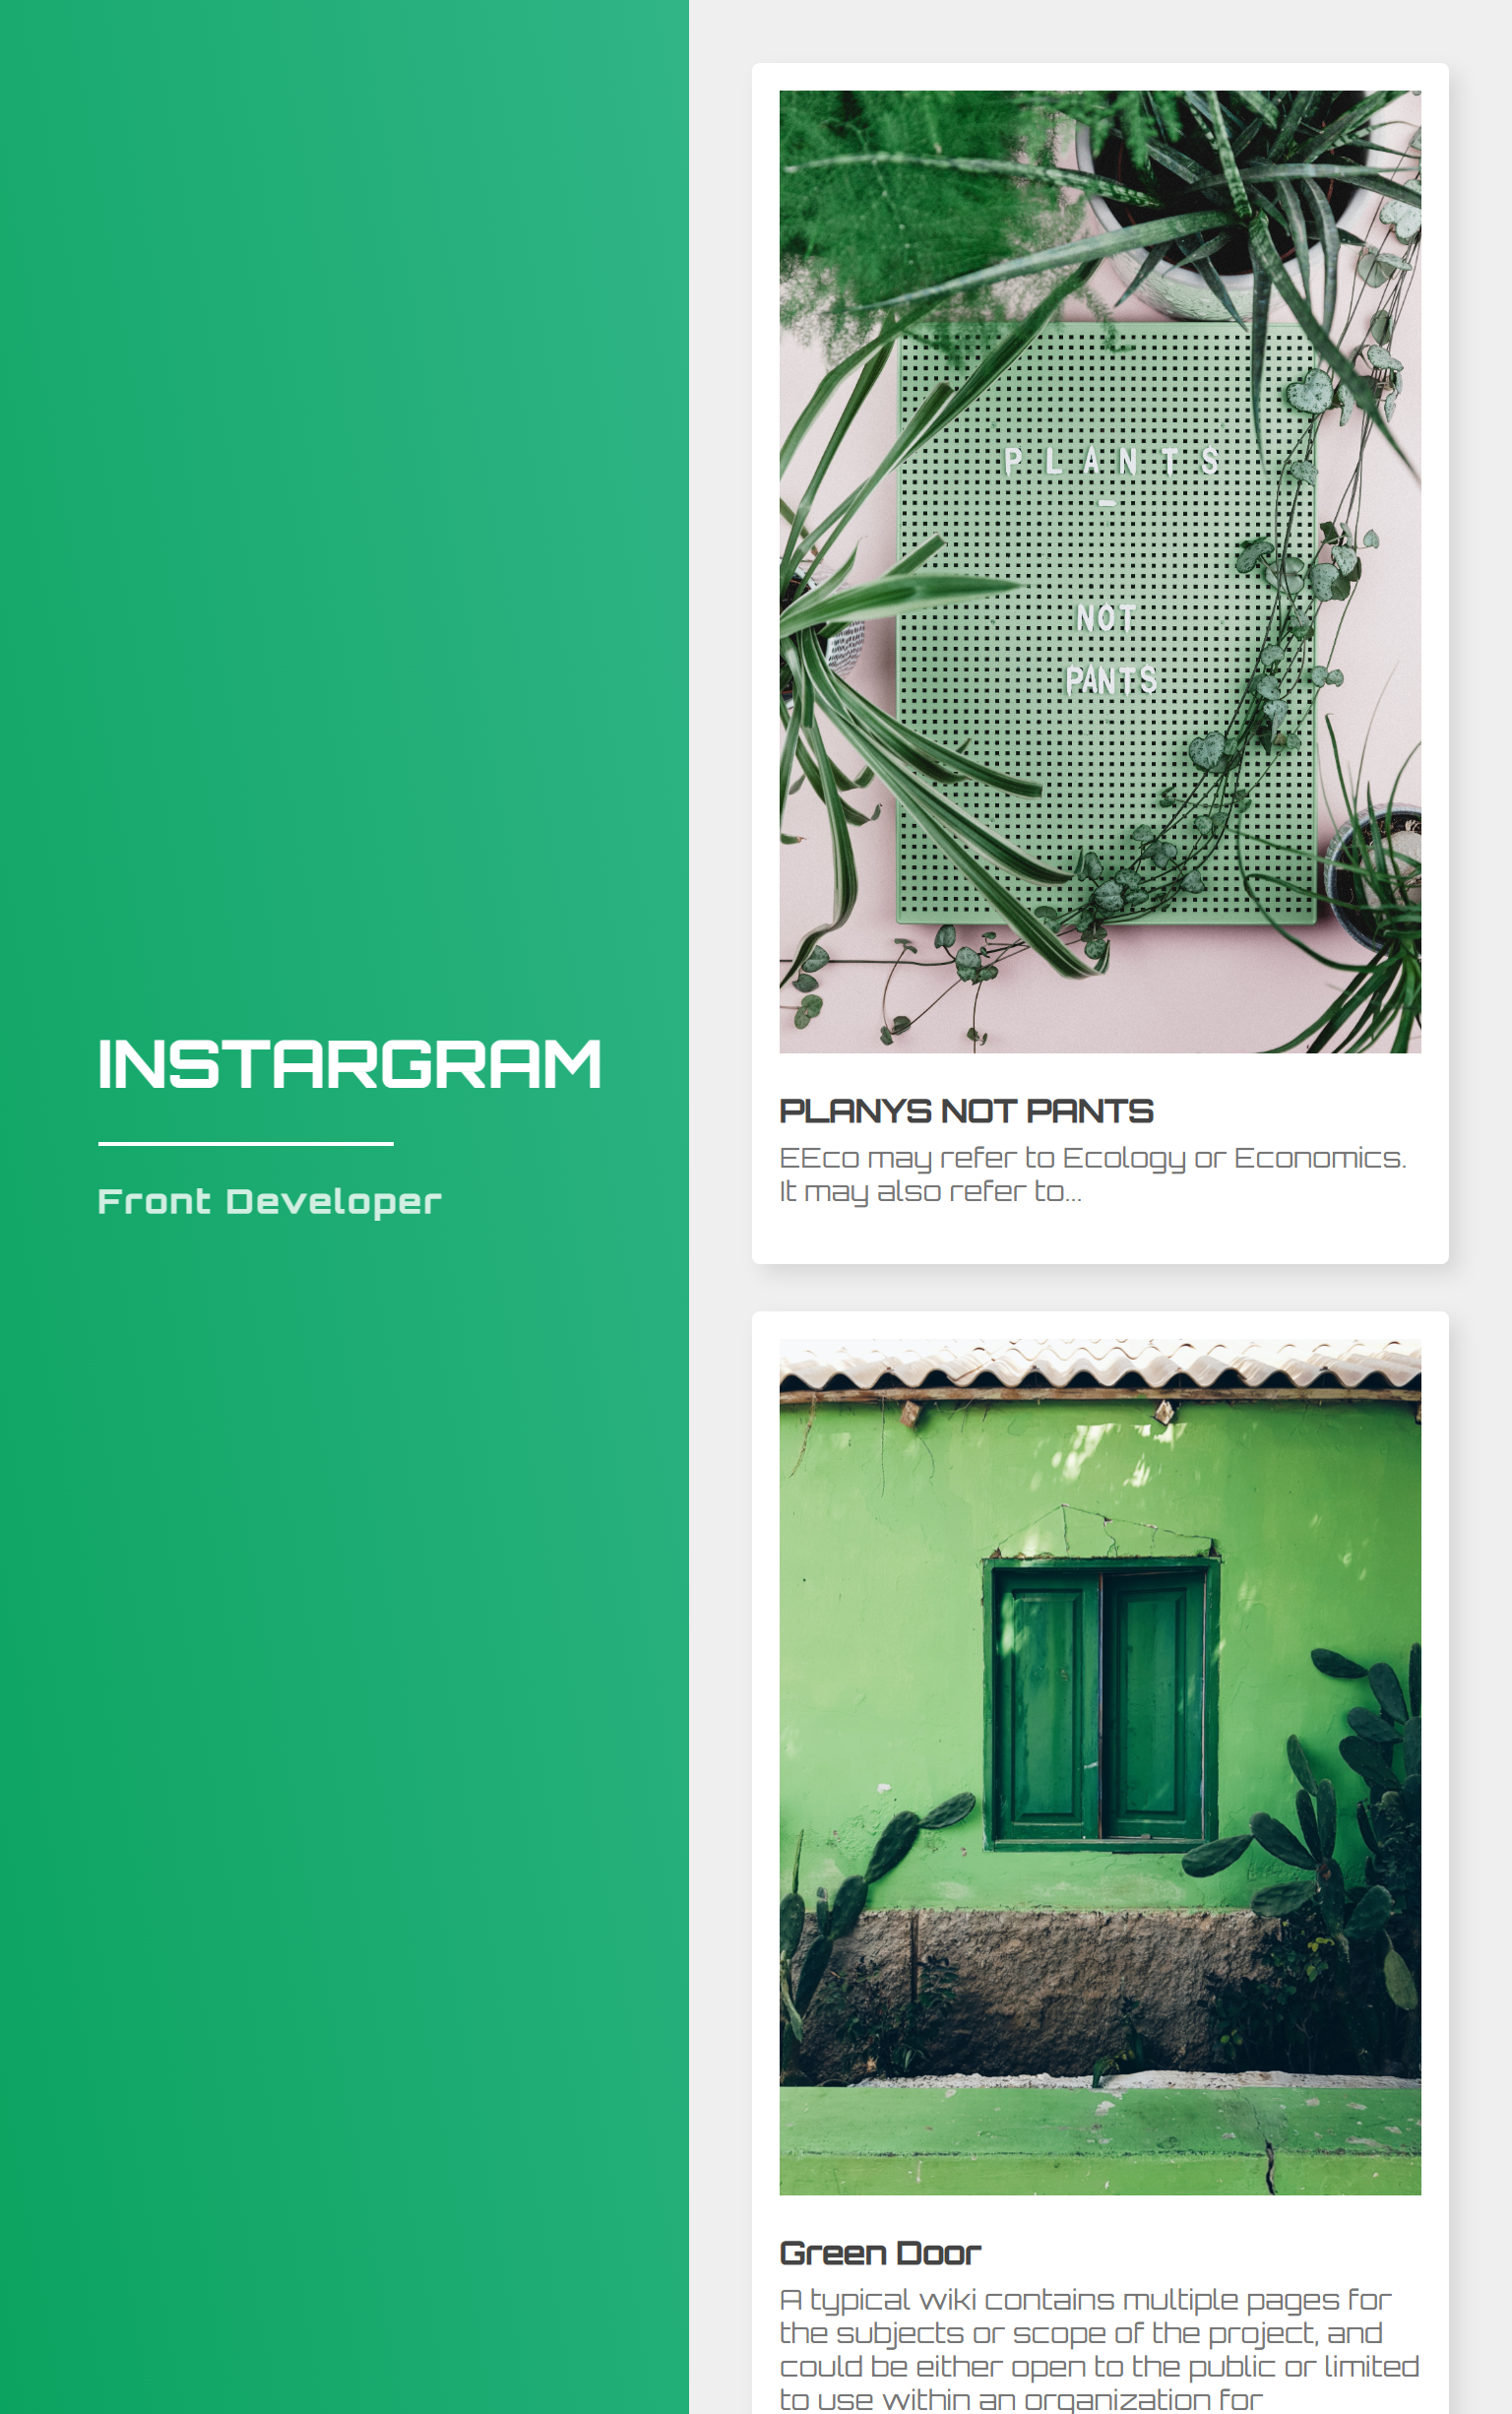 INSTARGRAM
Front Developer
P L A N T S
–
NOT
PANTS
PLANYS NOT PANTS
EEco may refer to Ecology or Economics.
It may also refer to...
Green Door
A typical wiki contains multiple pages for
the subjects or scope of the project, and
could be either open to the public or limited
to use within an organization for